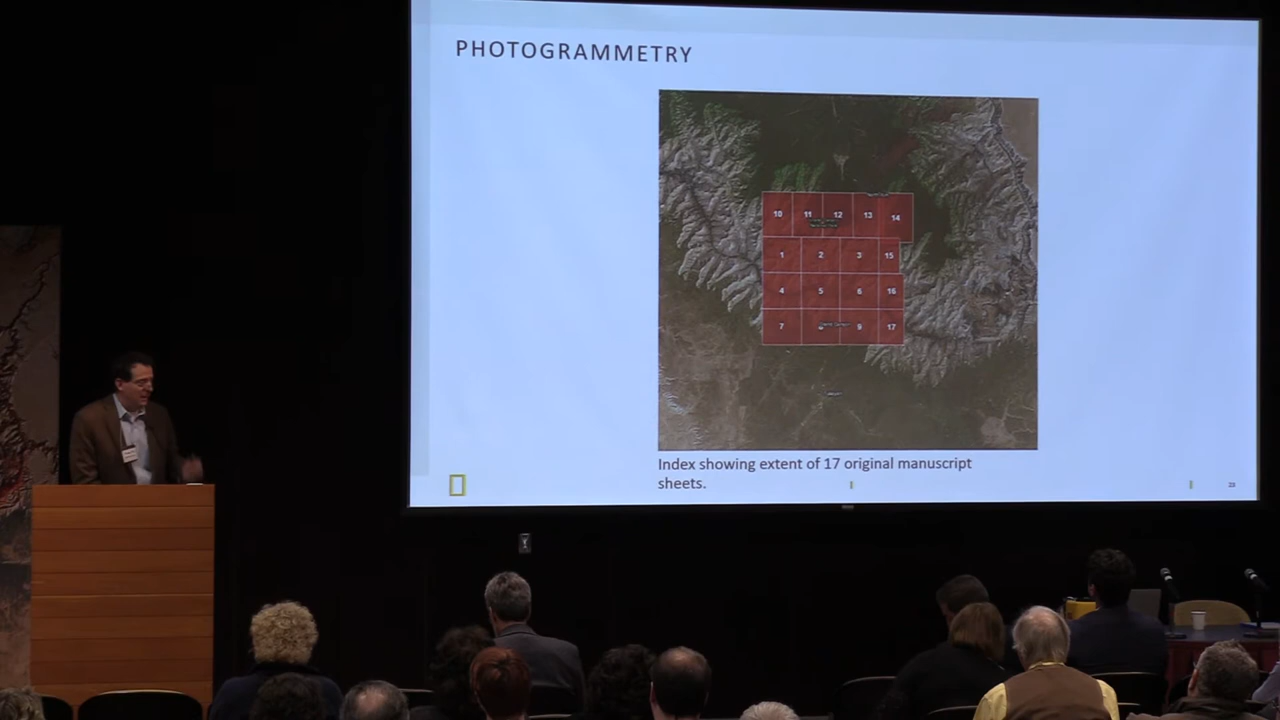 PHOTOGRAMMETRY
10 11 12 13 14
1 2 3 15
4 5 6 16
7 9 17
Index showing extent of 17 original manuscript
sheets.
23